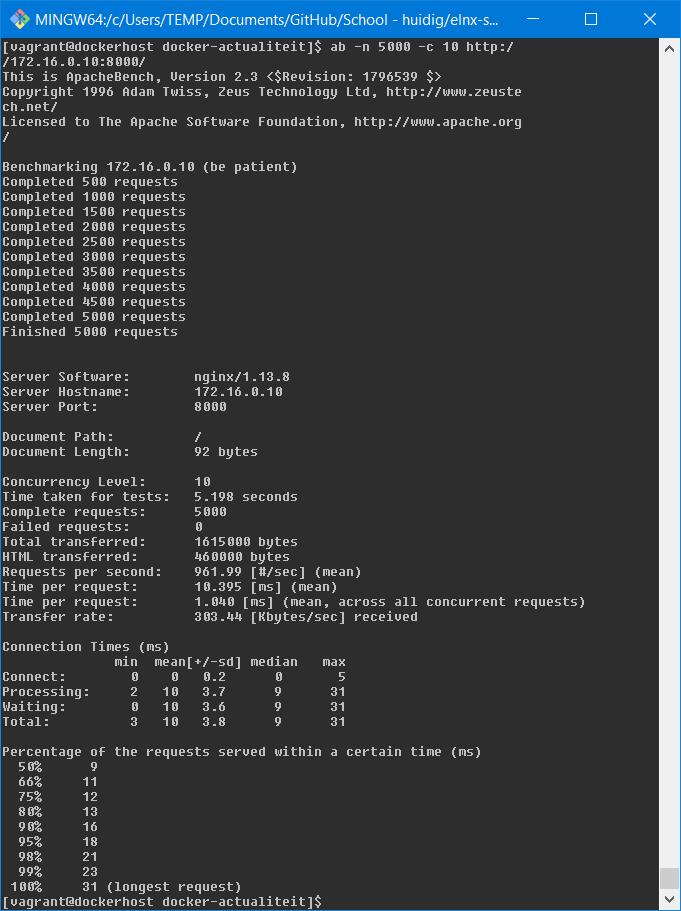 MINGW64:/c/Users/TEMP/Documents/GitHub/School - huidig/elnx-s...
[vagrant@dockerhost docker-actualiteit]$ ab -n 5000 -c 10 http:/
/172.16.0.10:8000/
This is ApacheBench, Version 2.3 <$Revision: 1796539 $>
Copyright 1996 Adam Twiss, Zeus Technology Ltd, http://www.zeuste
ch.net/
Licensed to The Apache Software Foundation, http://www.apache.org
/
Benchmarking 172.16.0.10 (be patient)
Completed 500 requests
Completed 1000 requests
Completed 1500 requests
Completed 2000 requests
Completed 2500 requests
Completed 3000 requests
Completed 3500 requests
Completed 4000 requests
Completed 4500 requests
Completed 5000 requests
Finished 5000 requests
Server Software:        nginx/1.13.8
Server Hostname:        172.16.0.10
Server Port:            8000
Document Path:          /
Document Length:        92 bytes
Concurrency Level:      10
Time taken for tests:   5.198 seconds
Complete requests:      5000
Failed requests:        0
Total transferred:      1615000 bytes
HTML transferred:       460000 bytes
Requests per second:    961.99 [#/sec] (mean)
Time per request:       10.395 [ms] (mean)
Time per request:       1.040 [ms] (mean, across all concurrent requests)
Transfer rate:          303.44 [Kbytes/sec] received
Connection Times (ms)
              min  mean[+/-sd] median   max
Connect:        0    0   0.2      0       5
Processing:     2   10   3.7      9      31
Waiting:        0   10   3.6      9      31
Total:          3   10   3.8      9      31
Percentage of the requests served within a certain time (ms)
  50%      9
  66%     11
  75%     12
  80%     13
  90%     16
  95%     18
  98%     21
  99%     23
 100%     31 (longest request)
[vagrant@dockerhost docker-actualiteit]$